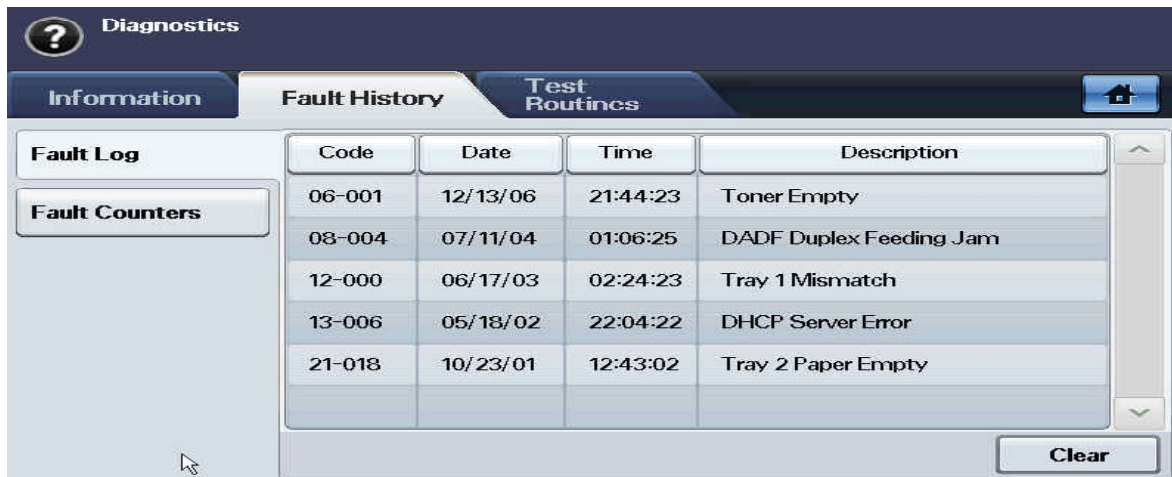 Diagnostics
Information
Fault History
Test
Routines
Fault Log
Fault Counters
Code Date Time Description
06-001 12/13/06 21:44:23 Toner Empty
08-004 07/11/04 01:06:25 DADF Duplex Feeding Jam
12-000 06/17/03 02:24:23 Tray 1 Mismatch
13-006 05/18/02 22:04:22 DHCP Server Error
21-018 10/23/01 12:43:02 Tray 2 Paper Empty
Clear